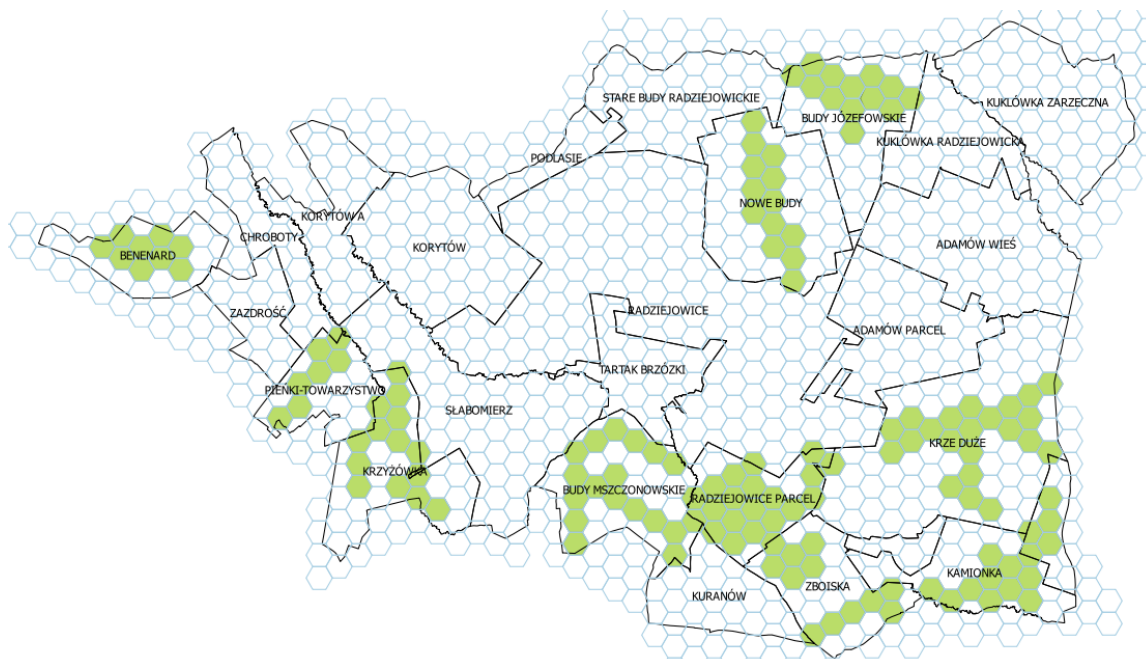 KUKLÓWKA ZARZECZNA
STARE BUDY RADZIEJOWICKIE
BUDY JÓZEFOWSKIE
KUKLÓWKA RADZIEJOWICKA
PODLASIE
NOWE BUDY
KORYTÓW A
CHROBOTY
KORYTÓW
ADAMÓW WIEŚ
BENENARD
ZAZDROŚĆ
RADZIEJOWICE
ADAMÓW PARCEL
TARTAK BRZÓZKI
PIENKI-TOWARZYSTWO
SŁABOMIERZ
KRZE DUŻE
KRZYŻÓWKA
BUDY MSZCZONOWSKIE
RADZIEJOWICE PARCEL
KAMIONKA
ZBOISKA
KURANÓW